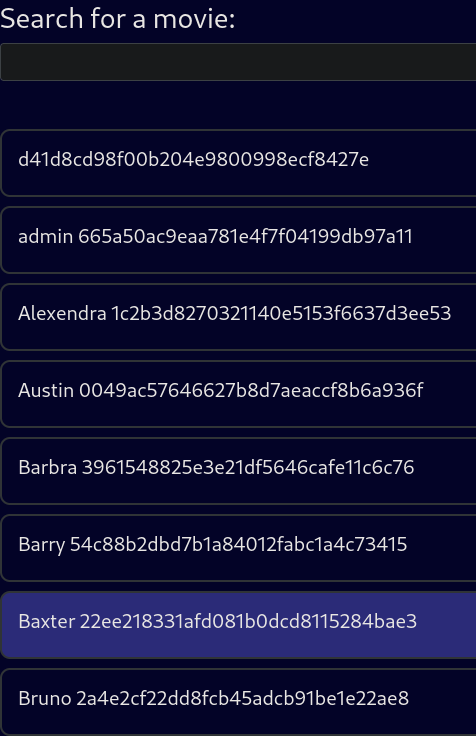 Search for a movie:
d41d8cd98f00b204e9800998ecf8427e
admin 665a50ac9eaa781e4f7f04199db97a11
Alexendra 1c2b3d8270321140e5153f6637d3ee53
Austin 0049ac57646627b8d7aeaccf8b6a936f
Barbra 3961548825e3e21df5646cafe11c6c76
Barry 54c88b2dbd7b1a84012fabc1a4c73415
Baxter 22ee218331afd081b0dcd8115284bae3
Bruno 2a4e2cf22dd8fcb45adcb91be1e22ae8